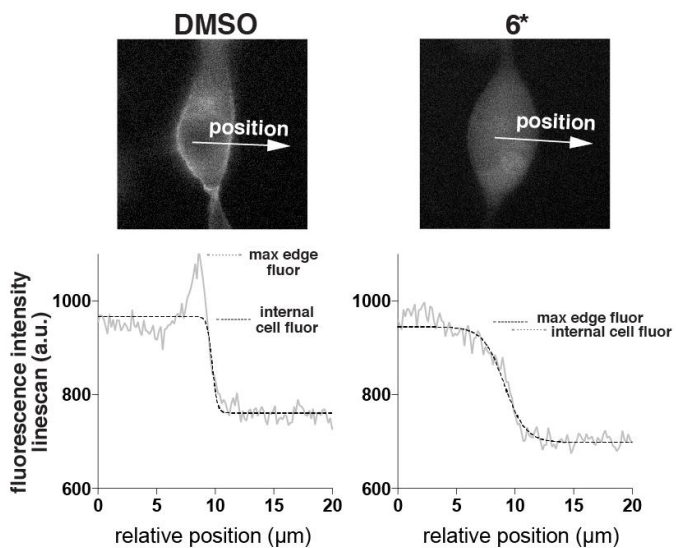 DMSO
6*
position
position
max edge
fluor
internal
cell fluor
max edge fluor
internal cell fluor
fluorescence intensity
linescan (a.u.)
1000
800
600
0
5
10
15
20
relative position (μm)
1000
800
600
0
5
10
15
20
relative position (μm)